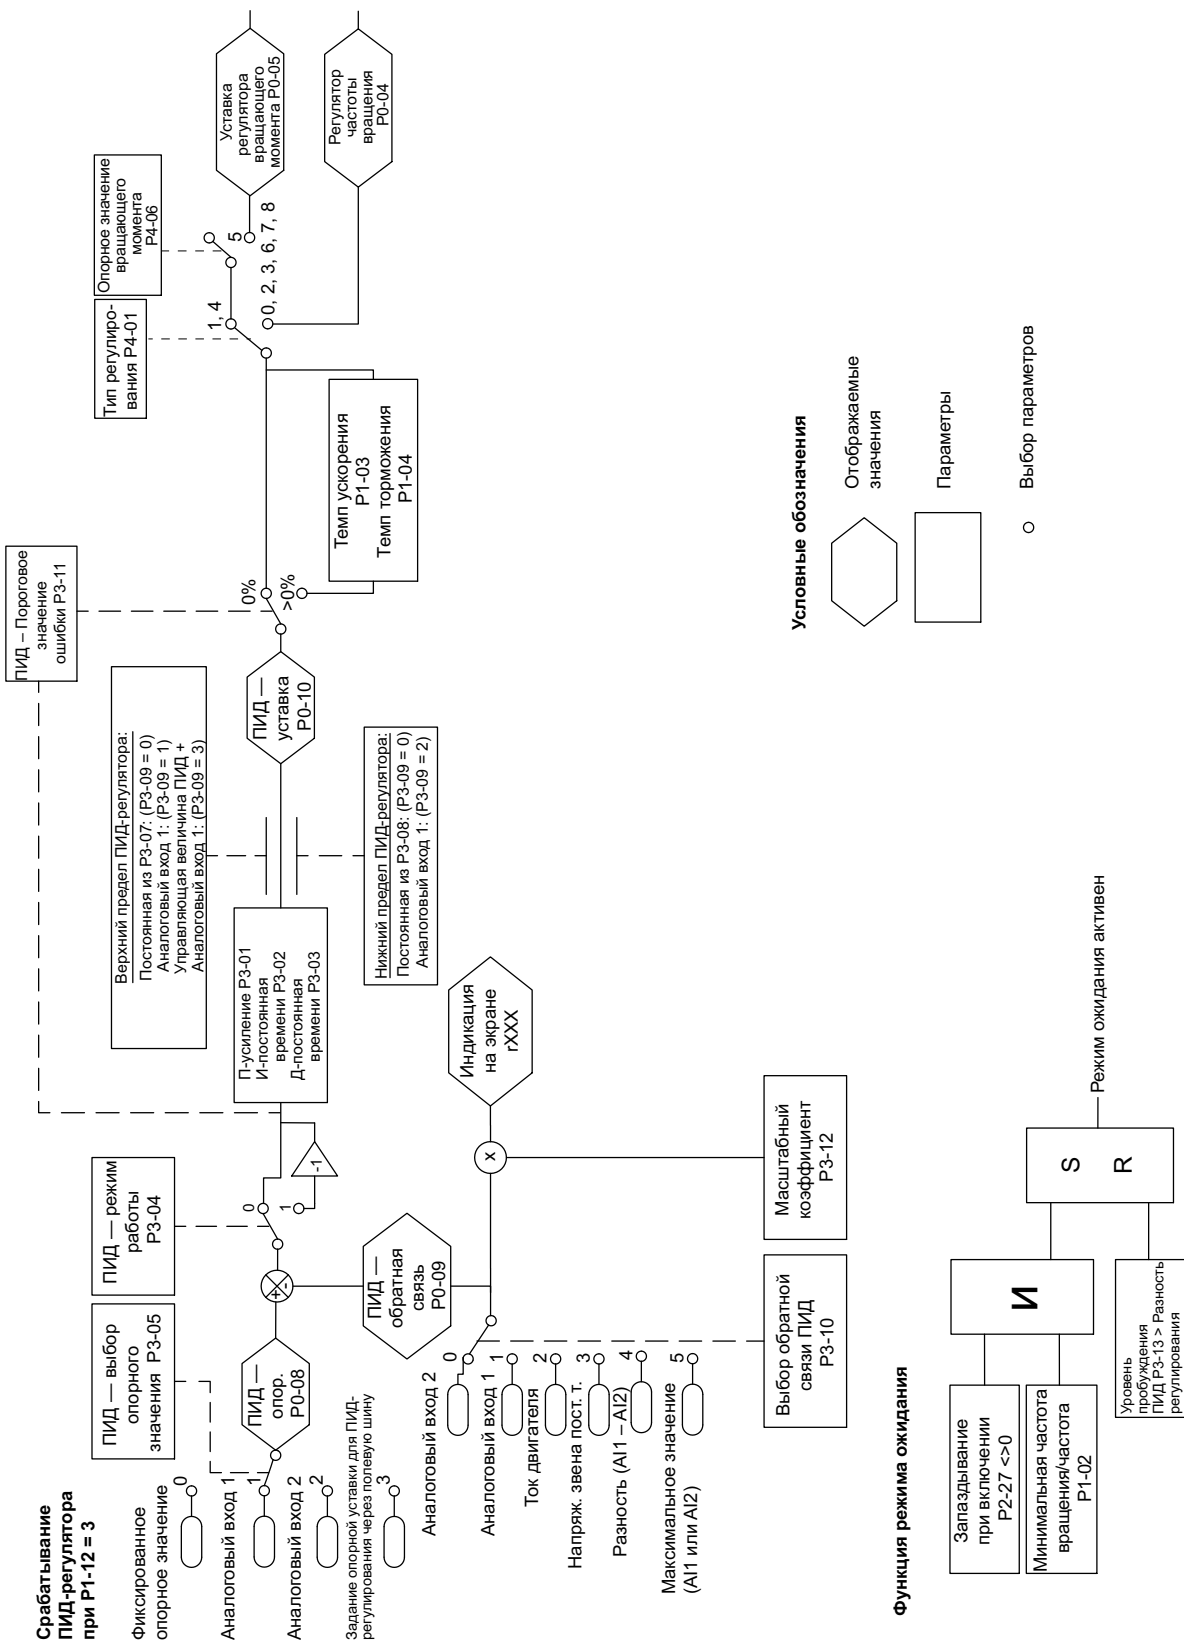 Срабатывание
ПИД-регулятора
при P1-12 = 3
Фиксированное
опорное значение
0
Аналоговый вход 1
1
Аналоговый вход 2
2
Задание опорной уставки для ПИД-
регулирования через полевую шину
3
ПИД — выбор
опорного
значения P3-05
ПИД —
опор.
P0-08
+
-
ПИД — режим
работы
P3-04
0
1
-1
ПИД —
обратная
связь
P0-09
Аналоговый вход 2
0
Аналоговый вход 1
1
Ток двигателя
2
Напряж. звена пост. т.
3
Разность (AI1 – AI2)
4
Максимальное значение
(AI1 или AI2)
5
Выбор обратной
связи ПИД
P3-10
Масштабный
коэффициент
P3-12
x
Индикация
на экране
rXXX
П-усиление P3-01
И-постоянная
времени P3-02
Д-постоянная
времени P3-03
Верхний предел ПИД-регулятора:
Постоянная из P3-07: (P3-09 = 0)
Аналоговый вход 1: (P3-09 = 1)
Управляющая величина ПИД +
Аналоговый вход 1: (P3-09 = 3)
Нижний предел ПИД-регулятора:
Постоянная из P3-08: (P3-09 = 0)
Аналоговый вход 1: (P3-09 = 2)
ПИД —
уставка
P0-10
ПИД – Пороговое
значение
ошибки P3-11
0%
>0%
Темп ускорения
P1-03
Темп торможения
P1-04
Тип регулиро-
вания P4-01
Опорное значение
вращающего
момента
P4-06
1, 4
5
0, 2, 3, 6, 7, 8
Уставка
регулятора
вращающего
момента P0-05
Регулятор
частоты
вращения
P0-04
Условные обозначения
Отображаемые
значения
Параметры
Выбор параметров
Функция режима ожидания
Запаздывание
при включении
P2-27 <>0
Минимальная частота
вращения/частота
P1-02
И
Уровень
пробуждения
ПИД P3-13 > Разность
регулирования
S
R
Режим ожидания активен